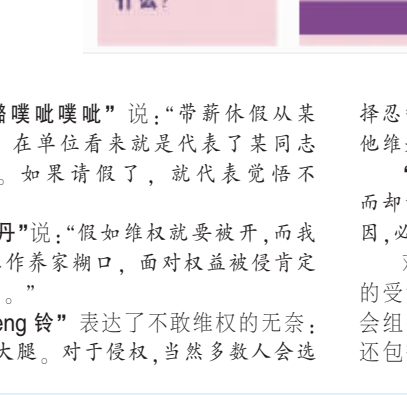 什么？
璐噗呲噗呲”说：“带薪休假从某
在单位看来就是代表了某同志
。如果请假了，就代表觉悟不
丹”说：“假如维权就要被开，而我
作养家糊口，面对权益被侵肯定
。”
eng 铃”表达了不敢维权的无奈：
大腿。对于侵权，当然多数人会选
择忍
他维
“
而却
因，必
的受
会组
还包